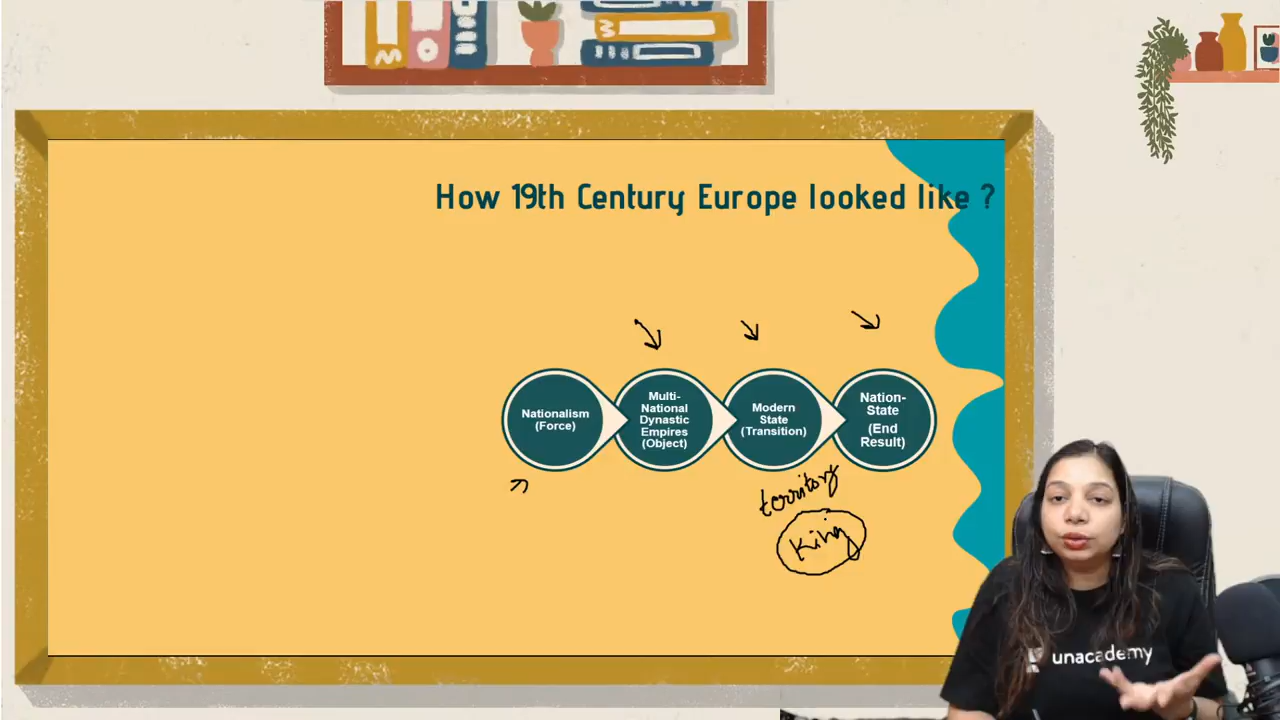 How 19th Century Europe looked like ?
Nationalism
(Force)
Multi-
National
Dynastic
Empires
(Object)
Modern
State
(Transition)
Nation-
State
(End
Result)
territory
King
unacademy